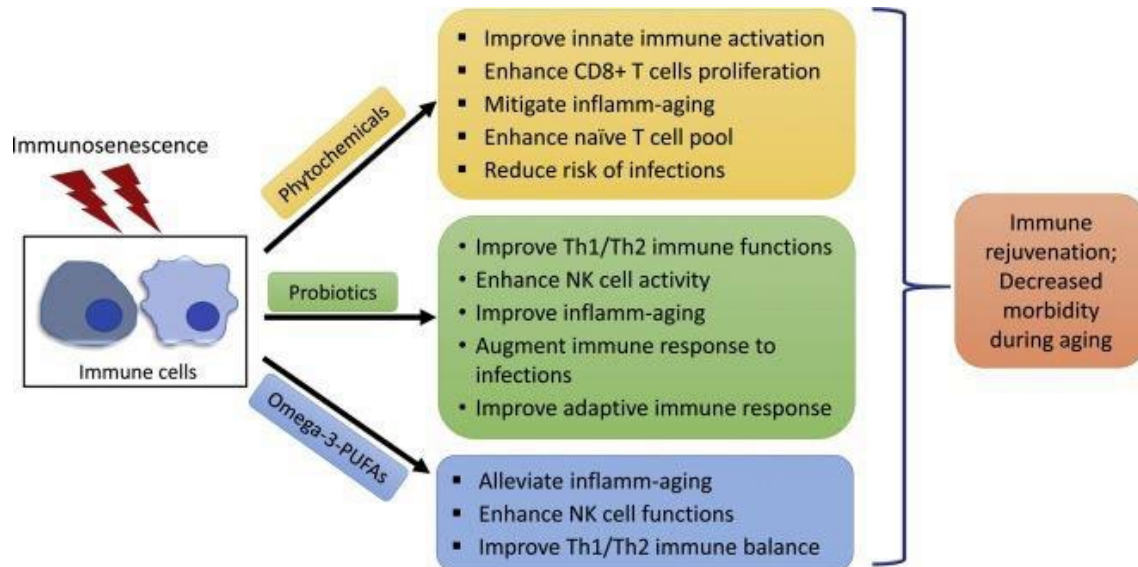 Immunosenescence
Immune cells
Phytochemicals
Improve innate immune activation
Enhance CD8+ T cells proliferation
Mitigate inflamm-aging
Enhance naïve T cell pool
Reduce risk of infections
Probiotics
Improve Th1/Th2 immune functions
Enhance NK cell activity
Improve inflamm-aging
Augment immune response to
infections
Improve adaptive immune response
Omega-3-PUFAs
Alleviate inflamm-aging
Enhance NK cell functions
Improve Th1/Th2 immune balance
Immune
rejuvenation;
Decreased
morbidity
during aging